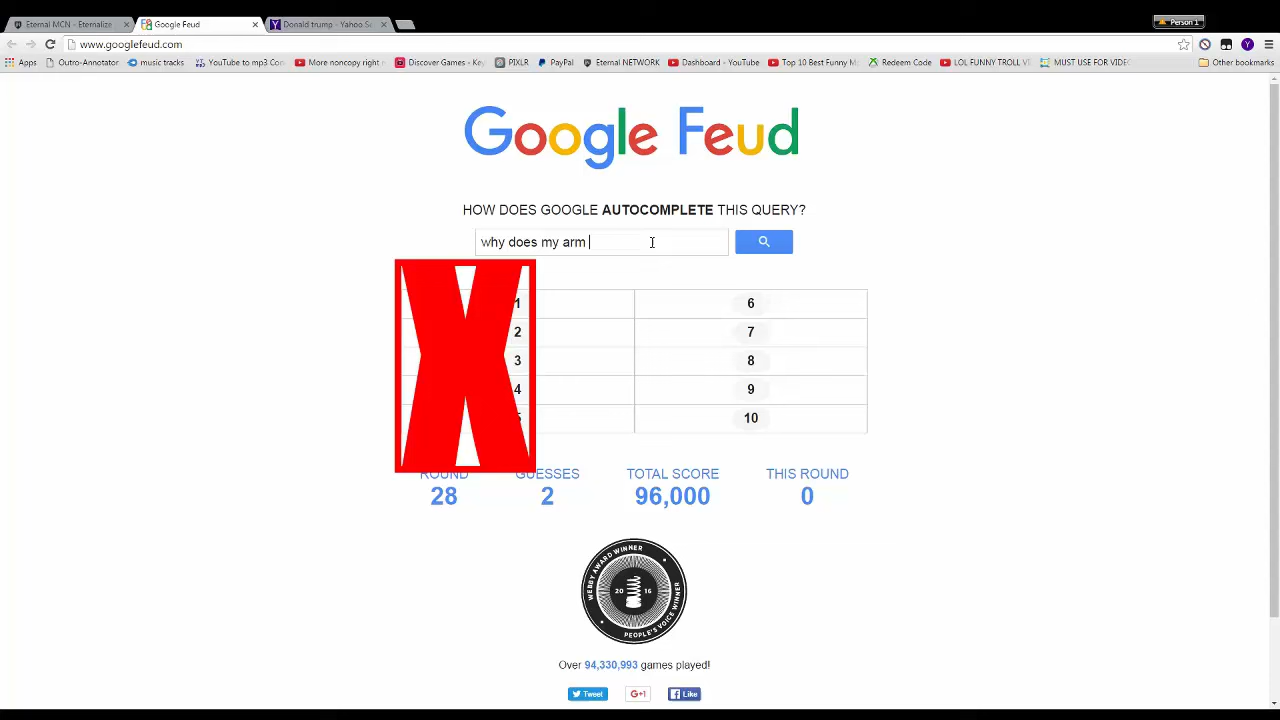 Eternal MCN - Eternalize
Google Feud
Donald trump - Yahoo Se
Person 1
www.googlefeud.com
Apps
Outro-Annotator
music tracks
YouTube to mp3 Con
More noncopy right
Discover Games - Key
PIXLR
PayPal
Eternal NETWORK
Dashboard - YouTube
Top 10 Best Funny M
Redeem Code
LOL FUNNY TROLL VI
MUST USE FOR VIDEO
Other bookmarks
Google Feud
HOW DOES GOOGLE AUTOCOMPLETE THIS QUERY?
why does my arm
1 6
2 7
3 8
4 9
5 10
X
ROUND GUESSES TOTAL SCORE THIS ROUND
28 2 96,000 0
WEBBY AWARD WINNER
20 16
PEOPLE'S VOICE WINNER
Over 94,330,993 games played!
Tweet
G+1
Like